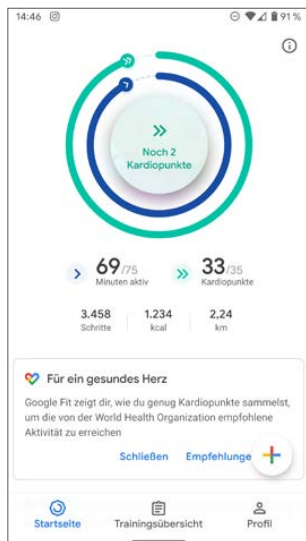 14:46 91 %
Noch 2
Kardiopunkte
69/75
Minuten aktiv
33/35
Kardiopunkte
3.458
Schritte
1.234
kcal
2,24
km
Für ein gesundes Herz
Google Fit zeigt dir, wie du genug Kardiopunkte sammelst,
um die von der World Health Organization empfohlene
Aktivität zu erreichen
Schließen Empfehlunge
Startseite Trainingsübersicht Profil